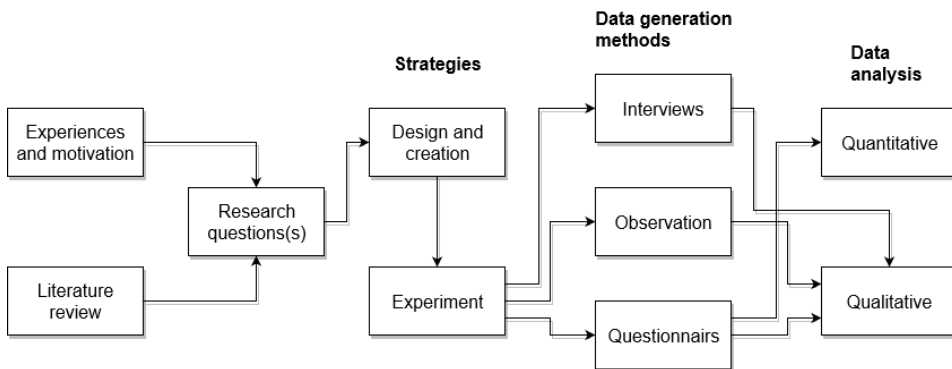 Data generation
methods
Strategies
Data
analysis
Experiences
and motivation
Literature
review
Research
questions(s)
Design and
creation
Experiment
Interviews
Observation
Questionnairs
Quantitative
Qualitative